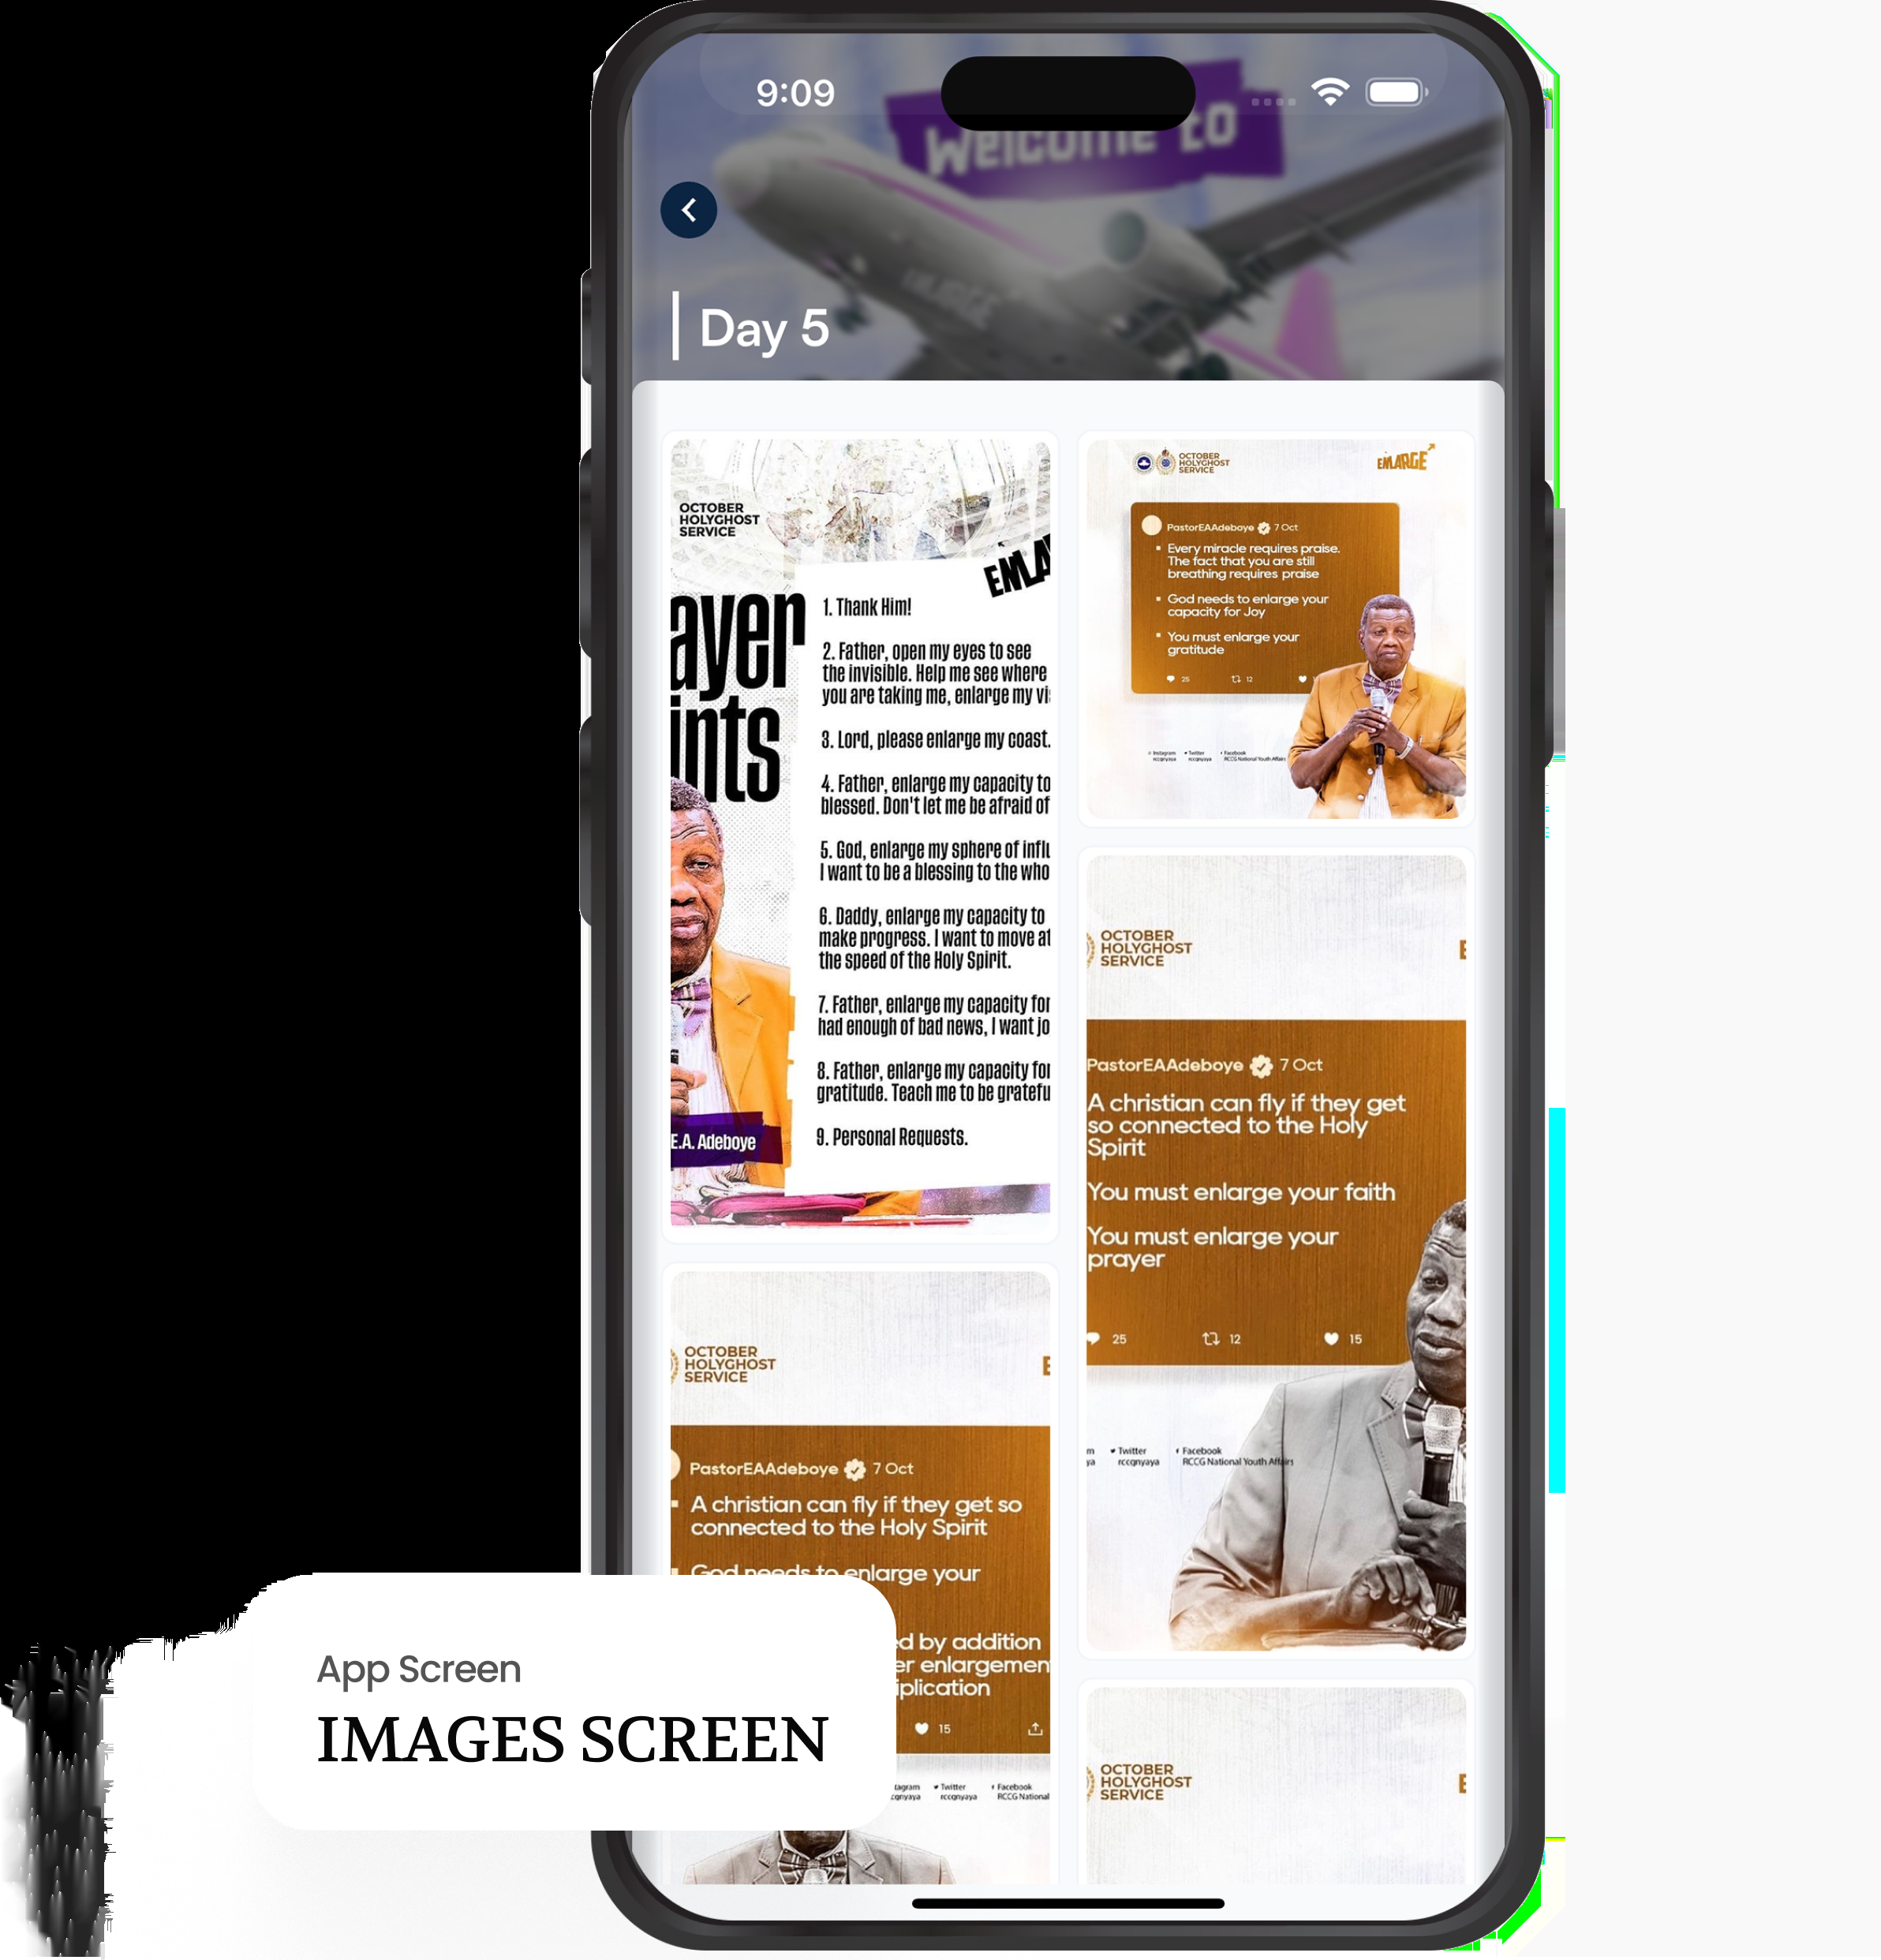 9:09
Welcome to
Day 5
OCTOBER
HOLYGHOST
SERVICE
ayer
ints
1. Thank Him!
2. Father, open my eyes to see
the invisible. Help me see where
you are taking me, enlarge my vi
3. Lord, please enlarge my coast.
4. Father, enlarge my capacity to
blessed. Don't let me be afraid of
5. God, enlarge my sphere of influ
I want to be a blessing to the who
6. Daddy, enlarge my capacity to
make progress. I want to move at
the speed of the Holy Spirit.
7. Father, enlarge my capacity for
had enough of bad news, I want jo
8. Father, enlarge my capacity for
gratitude. Teach me to be gratefu
9. Personal Requests.
E.A. Adeboye
OCTOBER
HOLYGHOST
SERVICE
ENLARGE
PastorEAAdeboye 7 Oct
Every miracle requires praise.
The fact that you are still
breathing requires praise
God needs to enlarge your
capacity for Joy
You must enlarge your
gratitude
25 12
Instagram Twitter Facebook
rccgnyaya rccgnyaya RCCG National Youth Affairs
OCTOBER
HOLYGHOST
SERVICE
E
PastorEAAdeboye 7 Oct
A christian can fly if they get
so connected to the Holy
Spirit
You must enlarge your faith
You must enlarge your
prayer
25 12 15
m Twitter Facebook
ya rccgnyaya RCCG National Youth Affairs
OCTOBER
HOLYGHOST
SERVICE
E
PastorEAAdeboye 7 Oct
A christian can fly if they get so
connected to the Holy Spirit
God needs to enlarge your
ed by addition
er enlargement
iplication
15
tagram Twitter Facebook
cgnyaya rccgnyaya RCCG National
OCTOBER
HOLYGHOST
SERVICE
E
App Screen
IMAGES SCREEN